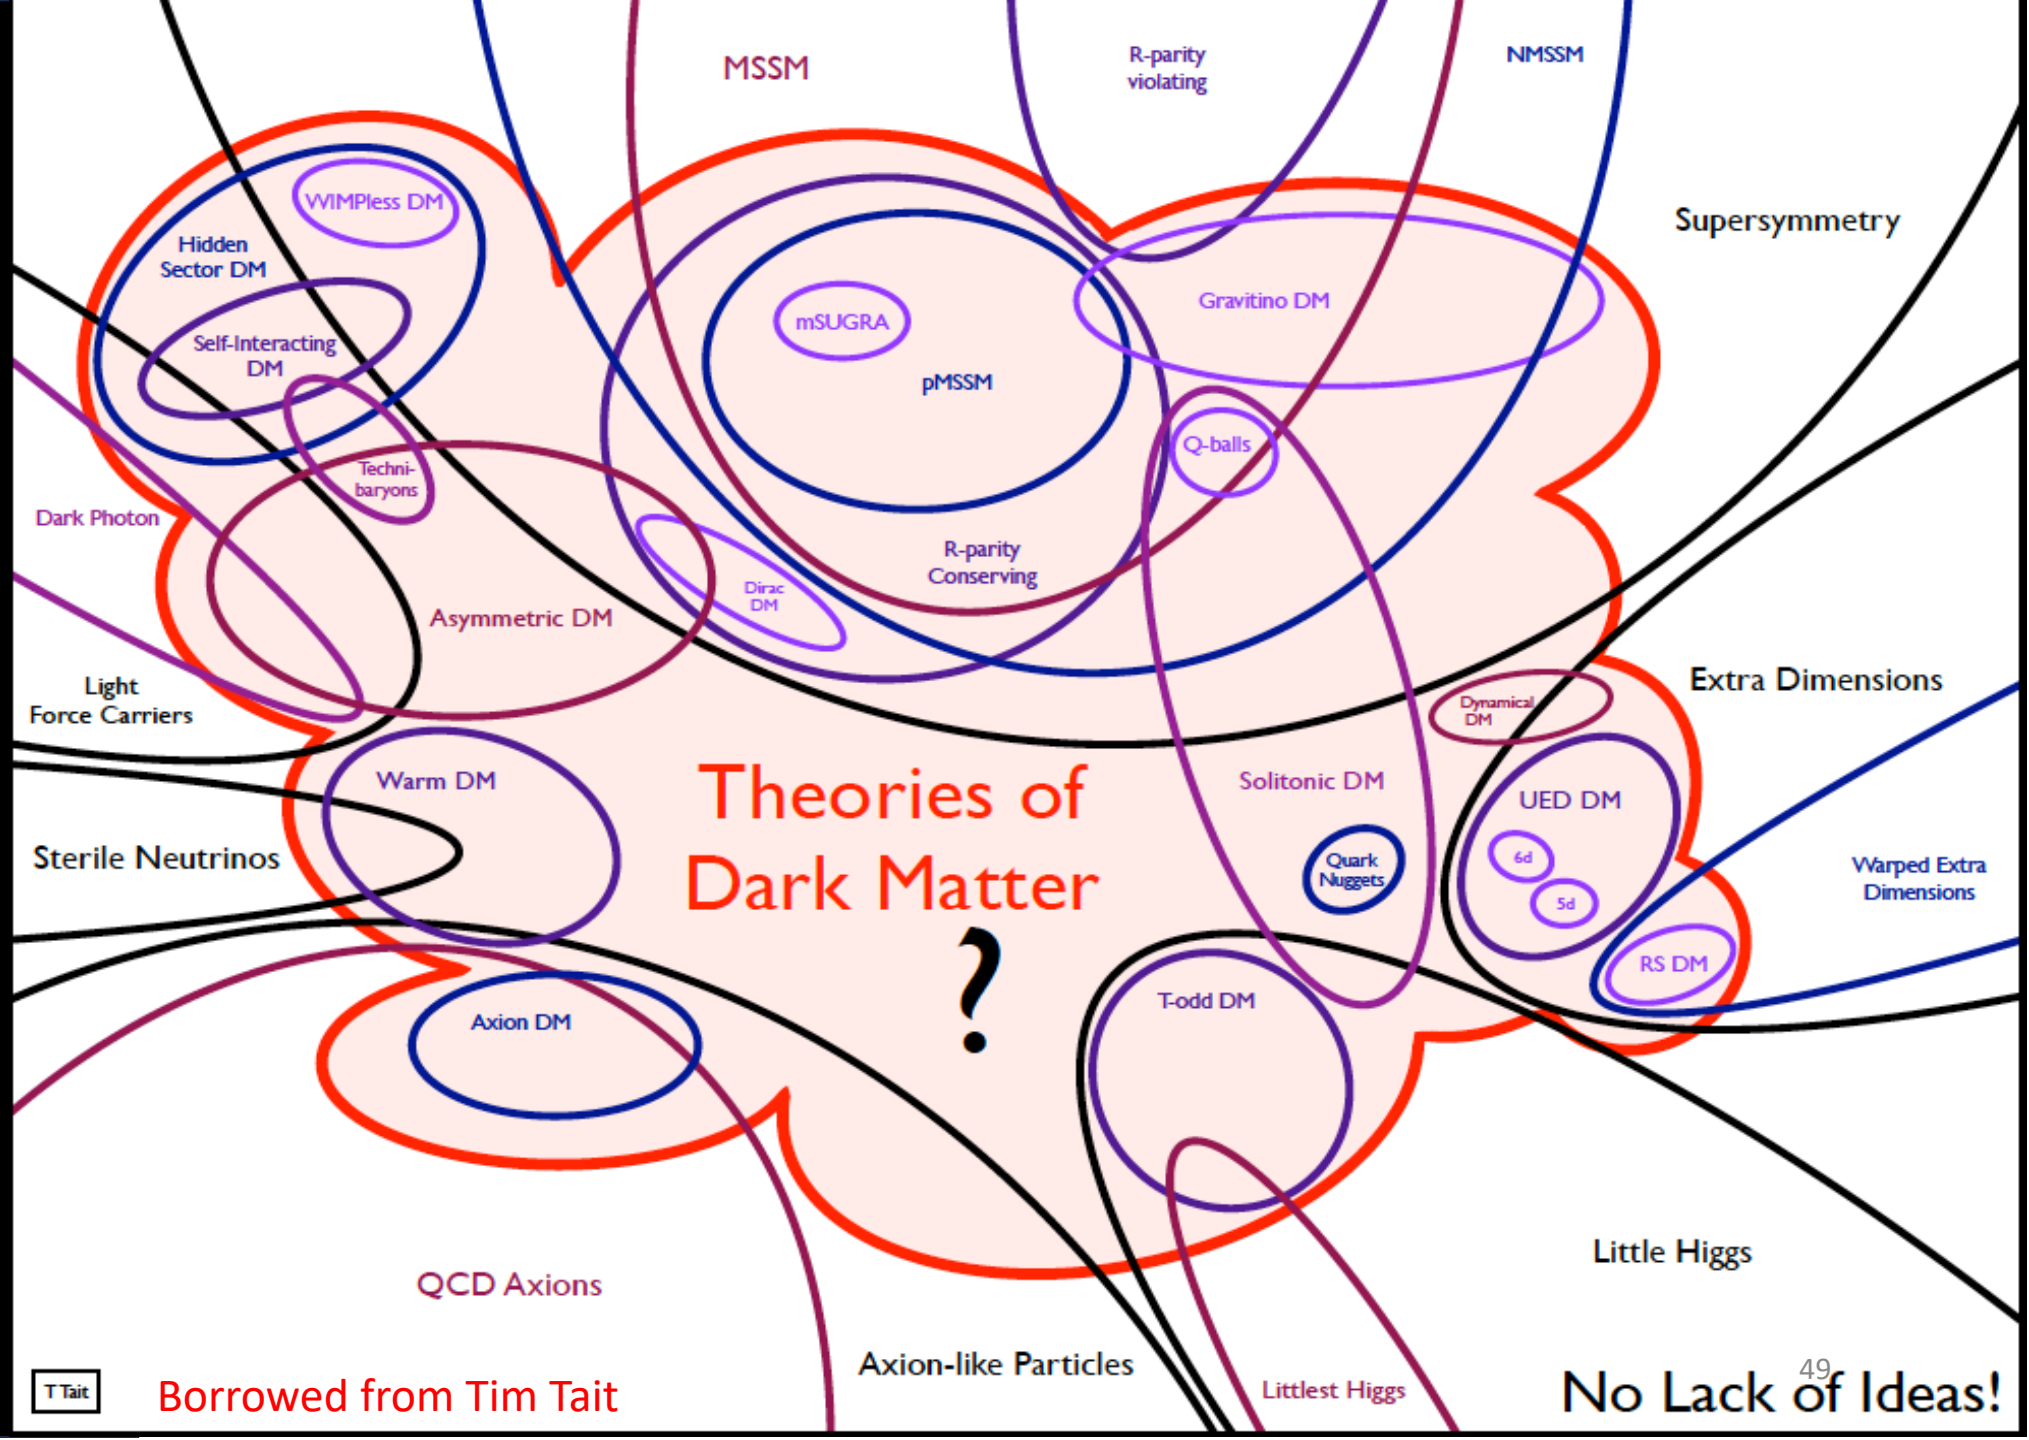 MSSM
R-parity
violating
NMSSM
Supersymmetry
WIMPless DM
Hidden
Sector DM
Self-Interacting
DM
mSUGRA
pMSSM
Gravitino DM
Q-balls
Techni-
baryons
Dark Photon
R-parity
Conserving
Dirac
DM
Asymmetric DM
Light
Force Carriers
Extra Dimensions
Dynamical
DM
Warm DM
Theories of
Dark Matter
?
Solitonic DM
UED DM
6d
5d
Quark
Nuggets
Sterile Neutrinos
Warped Extra
Dimensions
RS DM
T-odd DM
Axion DM
Little Higgs
QCD Axions
Axion-like Particles
Littlest Higgs
T Tait
Borrowed from Tim Tait
49
No Lack of Ideas!